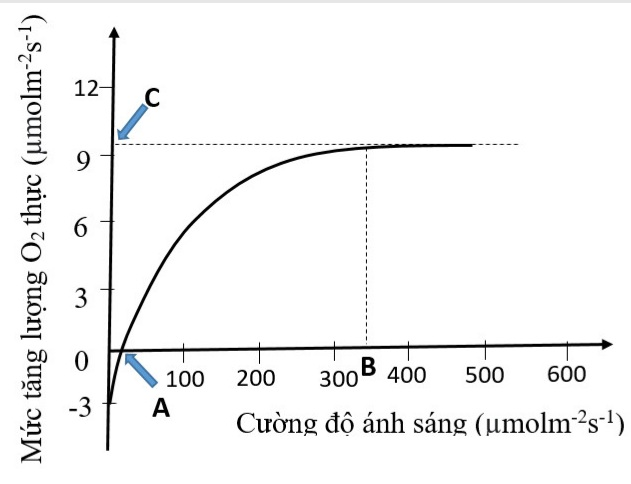 Mức tăng lượng O₂ thực (µmolm⁻²s⁻¹)
12
C
9
6
3
0
-3
A
100 200 300 B 400 500 600
Cường độ ánh sáng (µmolm⁻²s⁻¹)